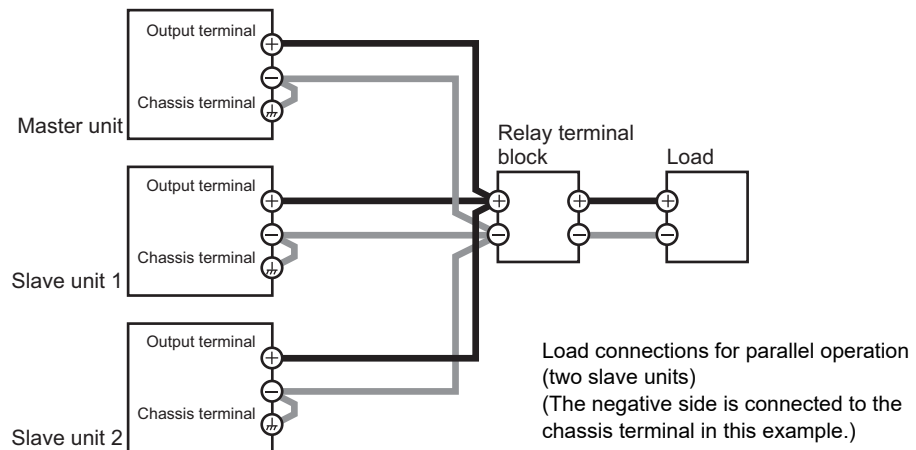 Output terminal
+
−
Chassis terminal
Master unit
Output terminal
+
−
Chassis terminal
Slave unit 1
Output terminal
+
−
Chassis terminal
Slave unit 2
Relay terminal
block
+
+
−
−
Load
+
−
Load connections for parallel operation
(two slave units)
(The negative side is connected to the
chassis terminal in this example.)